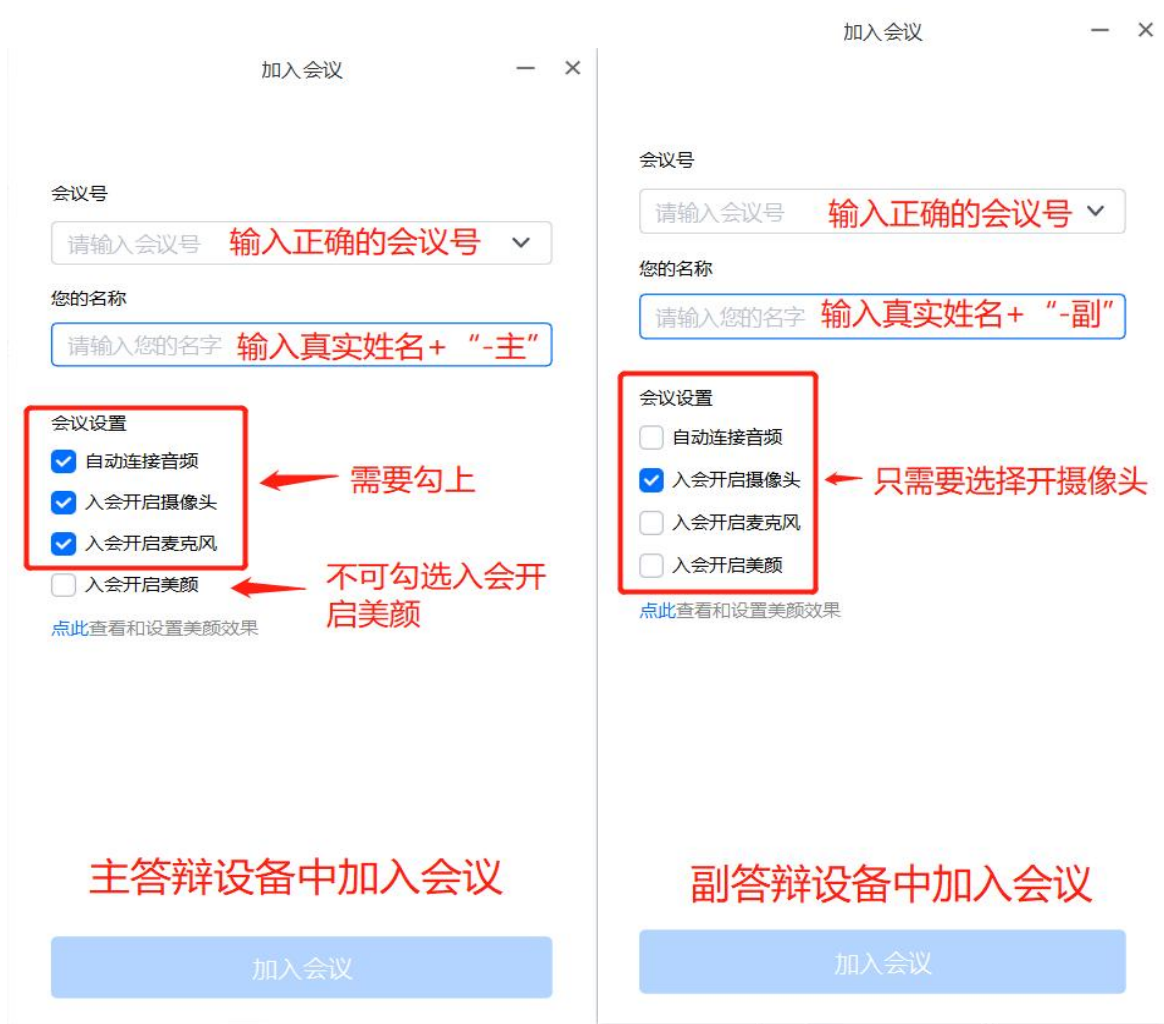 加入会议
会议号
请输入会议号 输入正确的会议号
您的名称
请输入您的名字 输入真实姓名+“-主”
会议设置
自动连接音频
入会开启摄像头
入会开启麦克风
需要勾上
入会开启美颜
不可勾选入会开
启美颜
点此查看和设置美颜效果
主答辩设备中加入会议
加入会议
加入会议
会议号
请输入会议号 输入正确的会议号
您的名称
请输入您的名字 输入真实姓名+“-副”
会议设置
自动连接音频
入会开启摄像头
只需要选择开摄像头
入会开启麦克风
入会开启美颜
点此查看和设置美颜效果
副答辩设备中加入会议
加入会议